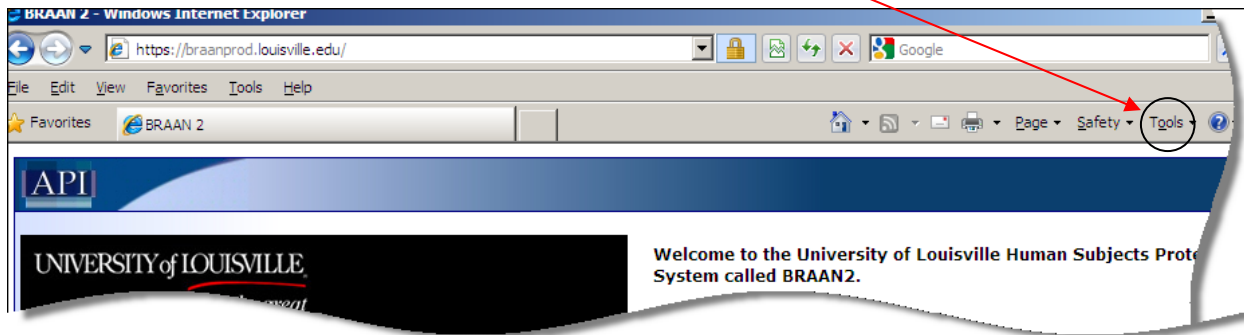 BRAAN 2 - Windows Internet Explorer
https://braanprod.louisville.edu/
Google
File Edit View Favorites Tools Help
Favorites BRAAN 2 Page Safety Tools
API
UNIVERSITY of LOUISVILLE
great
Welcome to the University of Louisville Human Subjects
System called BRAAN2.